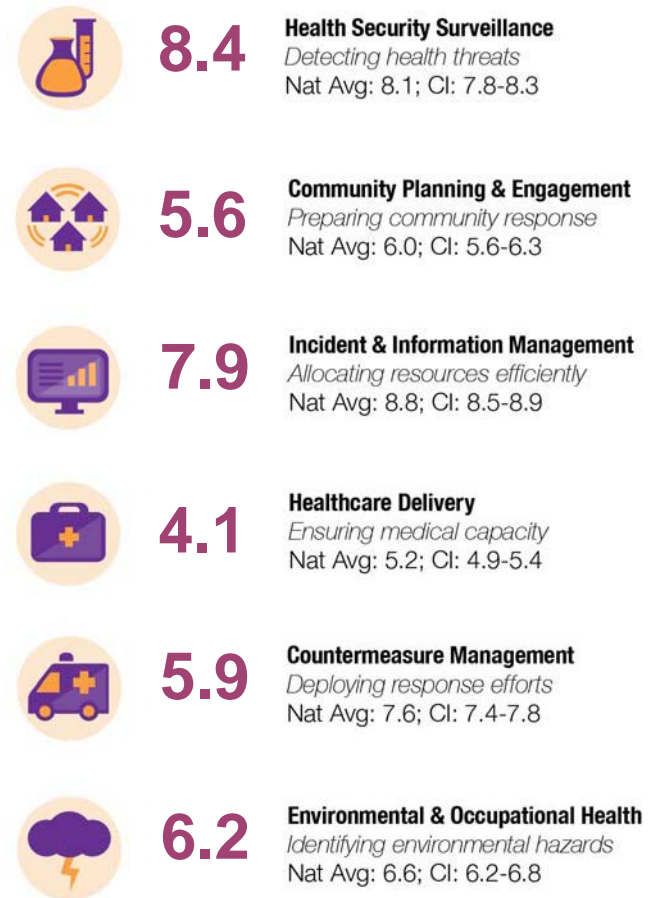 8.4
Health Security Surveillance
Detecting health threats
Nat Avg: 8.1; CI: 7.8-8.3
5.6
Community Planning & Engagement
Preparing community response
Nat Avg: 6.0; CI: 5.6-6.3
7.9
Incident & Information Management
Allocating resources efficiently
Nat Avg: 8.8; CI: 8.5-8.9
4.1
Healthcare Delivery
Ensuring medical capacity
Nat Avg: 5.2; CI: 4.9-5.4
5.9
Countermeasure Management
Deploying response efforts
Nat Avg: 7.6; CI: 7.4-7.8
6.2
Environmental & Occupational Health
Identifying environmental hazards
Nat Avg: 6.6; CI: 6.2-6.8